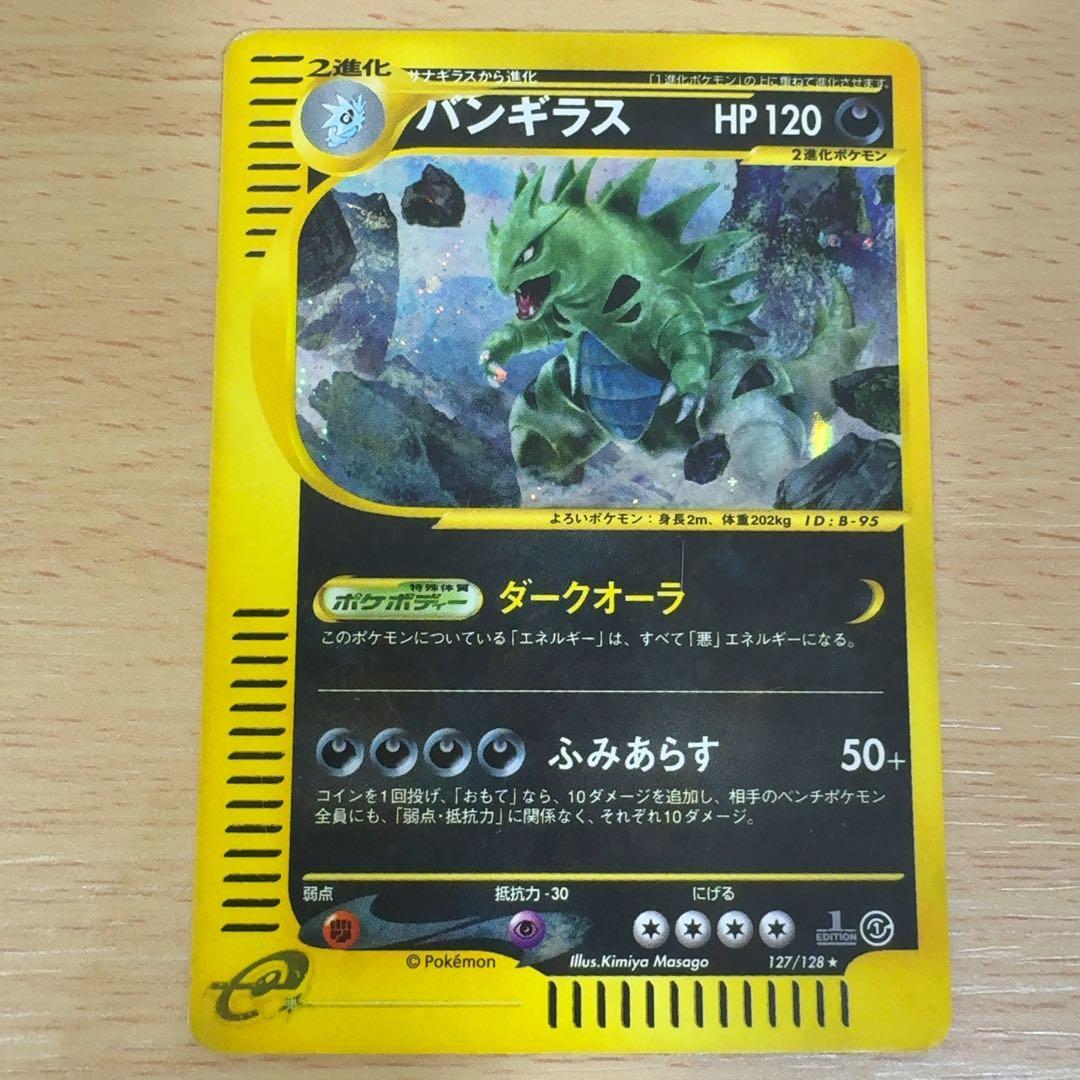 2進化
サナギラスから進化
「1進化ポケモン」の上に重ねて進化させます。
バンギラス HP 120
2進化ポケモン
よろいポケモン：身長2m、体重202kg ID:B-95
特殊体質
ポケボディー ダークオーラ
このポケモンについている「エネルギー」は、すべて「悪」エネルギーになる。
ふみあらす 50+
コインを1回投げ、「おもて」なら、10ダメージを追加し、相手のベンチポケモン
全員にも、「弱点・抵抗力」に関係なく、それぞれ10ダメージ。
弱点 抵抗力-30 にげる
1 EDITION 1
© Pokémon Illus.Kimiya Masago 127/128★
e